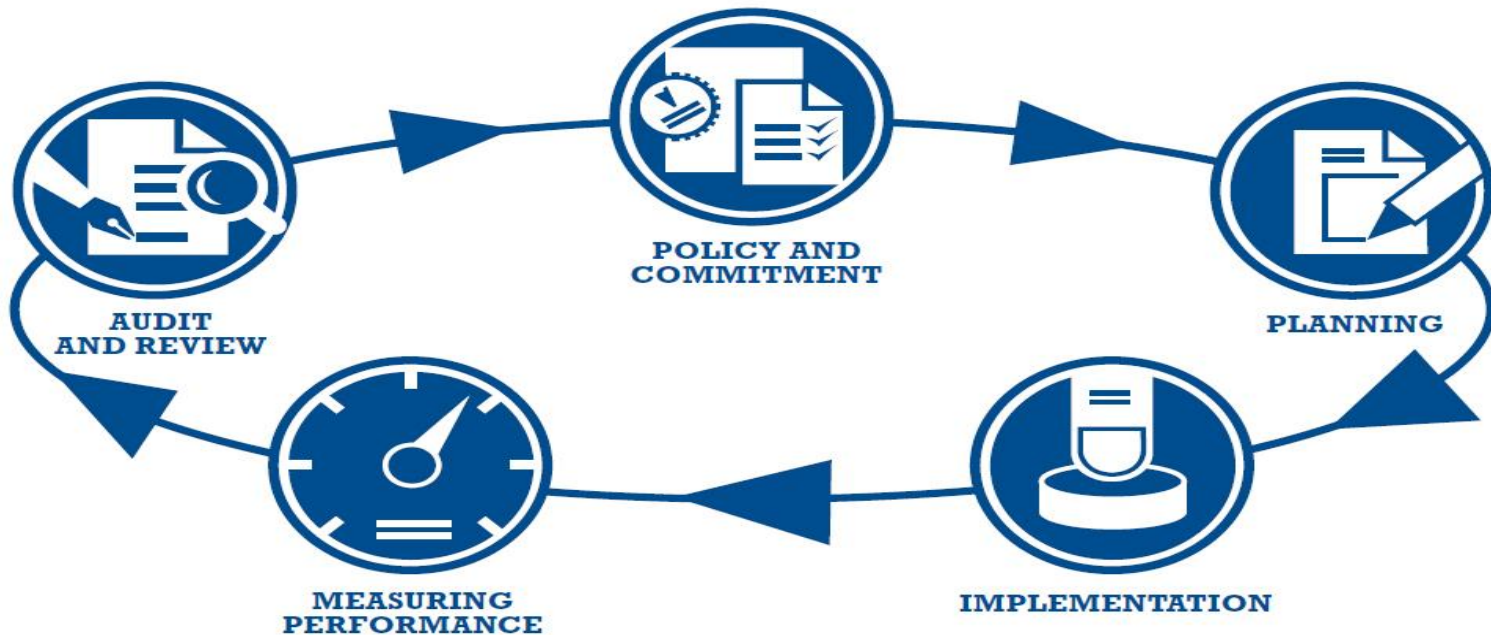 POLICY AND
COMMITMENT
AUDIT
AND REVIEW
PLANNING
MEASURING
PERFORMANCE
IMPLEMENTATION